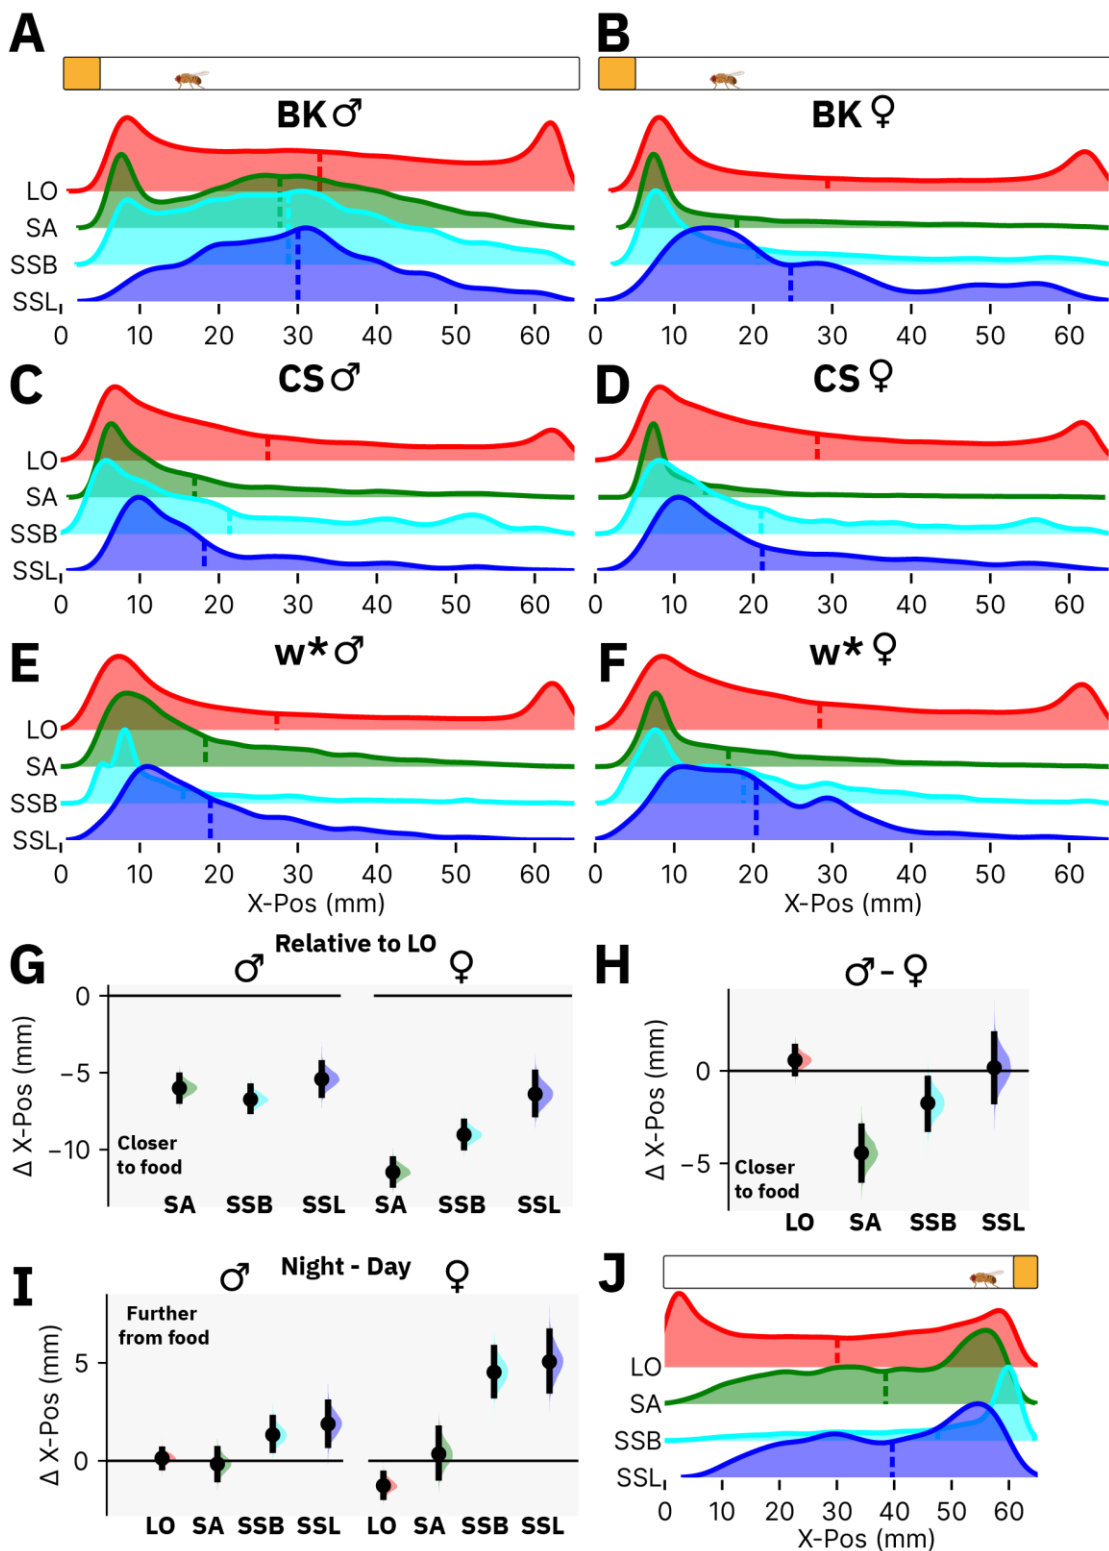 A
B
BK ♂
BK ♀
LO
SA
SSB
SSL
0 10 20 30 40 50 60
0 10 20 30 40 50 60
C
CS ♂
D
CS ♀
LO
SA
SSB
SSL
0 10 20 30 40 50 60
0 10 20 30 40 50 60
E
w* ♂
F
w* ♀
LO
SA
SSB
SSL
0 10 20 30 40 50 60
0 10 20 30 40 50 60
X-Pos (mm)
X-Pos (mm)
G
Relative to LO
♂ ♀
0
−5
−10
Δ X-Pos (mm)
Closer
to food
SA SSB SSL SA SSB SSL
H
♂ - ♀
0
−5
Δ X-Pos (mm)
Closer
to food
LO SA SSB SSL
I
Night - Day
♂ ♀
Further
from food
5
0
Δ X-Pos (mm)
LO SA SSB SSL LO SA SSB SSL
J
LO
SA
SSB
SSL
0 10 20 30 40 50 60
X-Pos (mm)